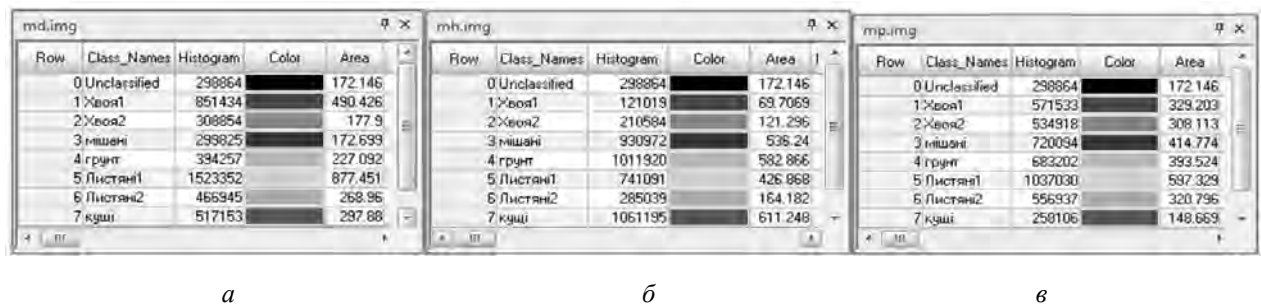 md.img
Row Class_Names Histogram Color Area
0 Unclassified 298864 172.146
1 Хвоя1 851434 490.426
2 Хвоя2 308854 177.9
3 мішані 299825 172.699
4 грунт 394257 227.092
5 Листяні1 1523352 877.451
6 Листяні2 466945 268.96
7 кущі 517153 297.88
а
mh.img
Row Class_Names Histogram Color Area
0 Unclassified 298864 172.146
1 Хвоя1 121019 69.7069
2 Хвоя2 210584 121.296
3 мішані 930972 536.24
4 грунт 1011920 582.866
5 Листяні1 741091 426.868
6 Листяні2 285039 164.182
7 кущі 1061195 611.248
б
mp.img
Row Class_Names Histogram Color Area
0 Unclassified 298864 172.146
1 Хвоя1 571533 329.203
2 Хвоя2 534918 308.113
3 мішані 720094 414.774
4 грунт 683202 393.524
5 Листяні1 1037030 597.329
6 Листяні2 556937 320.796
7 кущі 258106 148.669
в